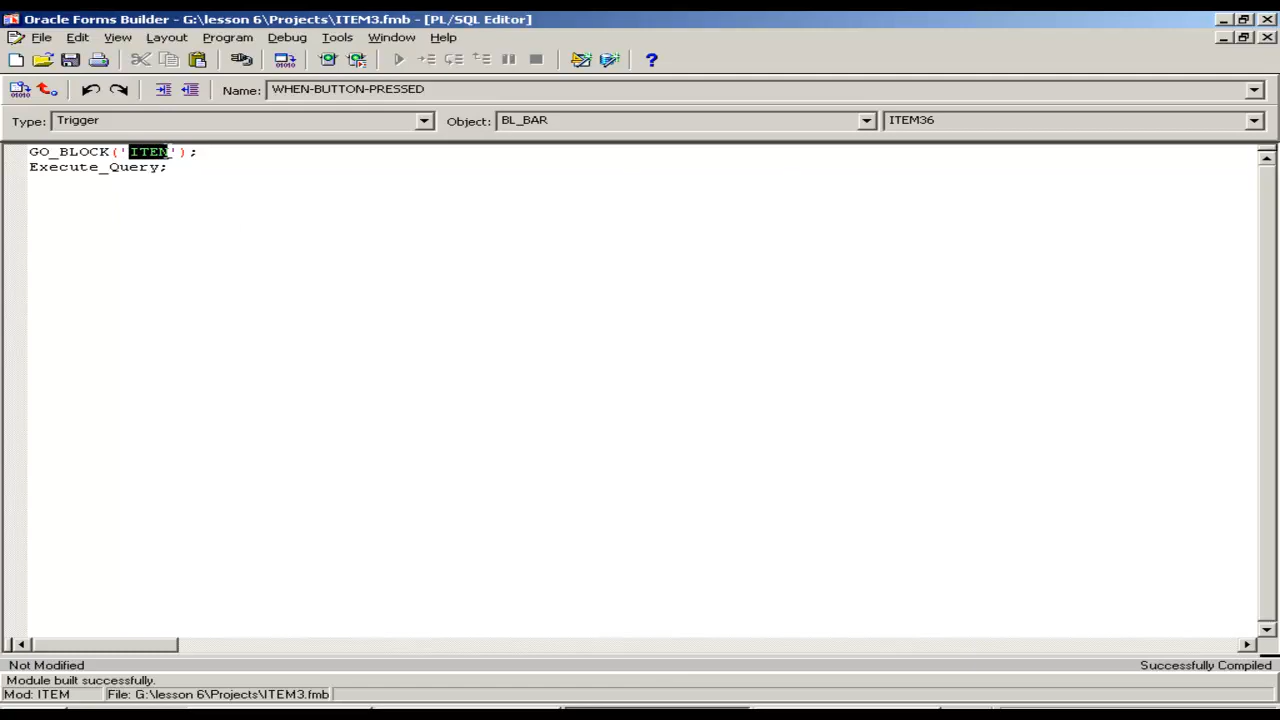 Oracle Forms Builder - G:\lesson 6\Projects\ITEM3.fmb - [PL/SQL Editor]
File Edit View Layout Program Debug Tools Window Help
Name: WHEN-BUTTON-PRESSED
Type: Trigger Object: BL_BAR ITEM36
GO_BLOCK('ITEM');
Execute_Query;
Not Modified Successfully Compiled
Module built successfully.
Mod: ITEM File: G:\lesson 6\Projects\ITEM3.fmb